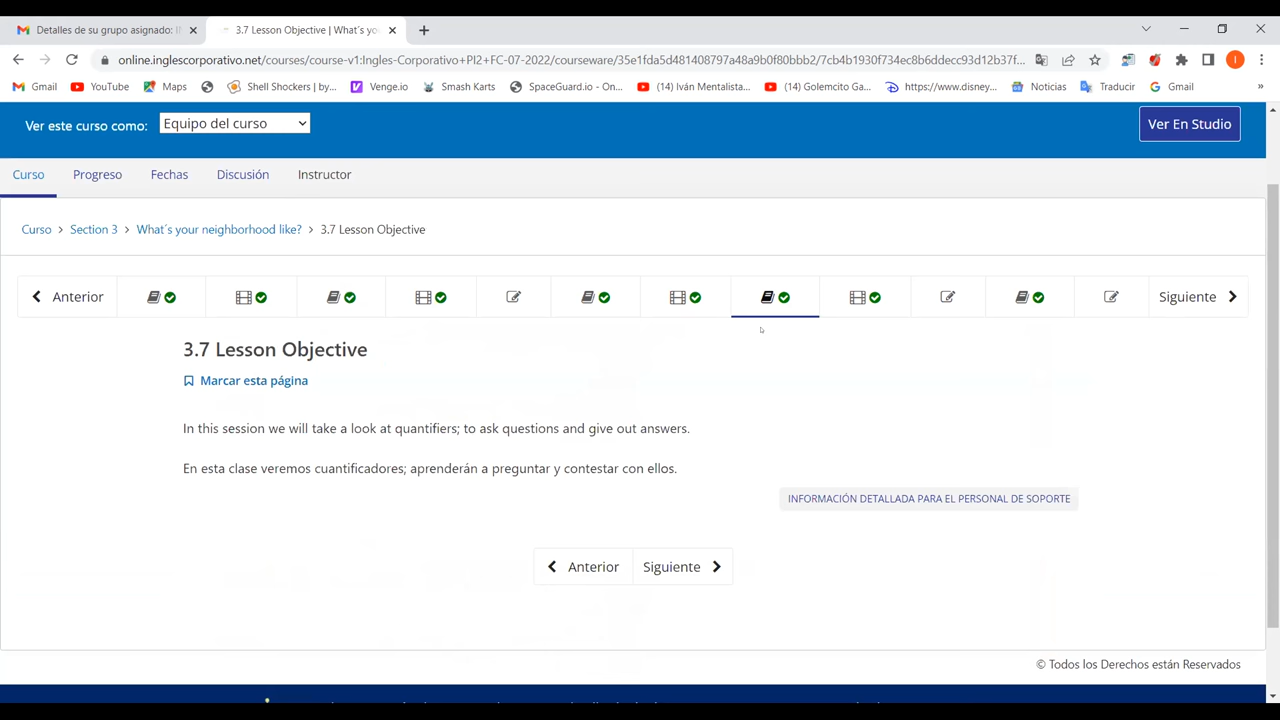 Detalles de su grupo asignado: I
3.7 Lesson Objective | What´s yo
online.inglescorporativo.net/courses/course-v1:Ingles-Corporativo+PI2+FC-07-2022/courseware/35e1fda5d481408797a48a9b0f80bbb2/7cb4b1930f734ec8b6ddecc93d12b37f...
Gmail YouTube Maps Shell Shockers | by... Venge.io Smash Karts SpaceGuard.io - On... (14) Iván Mentalista... (14) Golemcito Ga... https://www.disney... Noticias Traducir Gmail »
Ver este curso como: Equipo del curso Ver En Studio
Curso Progreso Fechas Discusión Instructor
Curso > Section 3 > What´s your neighborhood like? > 3.7 Lesson Objective
Anterior Siguiente
3.7 Lesson Objective
Marcar esta página
In this session we will take a look at quantifiers; to ask questions and give out answers.
En esta clase veremos cuantificadores; aprenderán a preguntar y contestar con ellos.
INFORMACIÓN DETALLADA PARA EL PERSONAL DE SOPORTE
Anterior Siguiente
© Todos los Derechos están Reservados